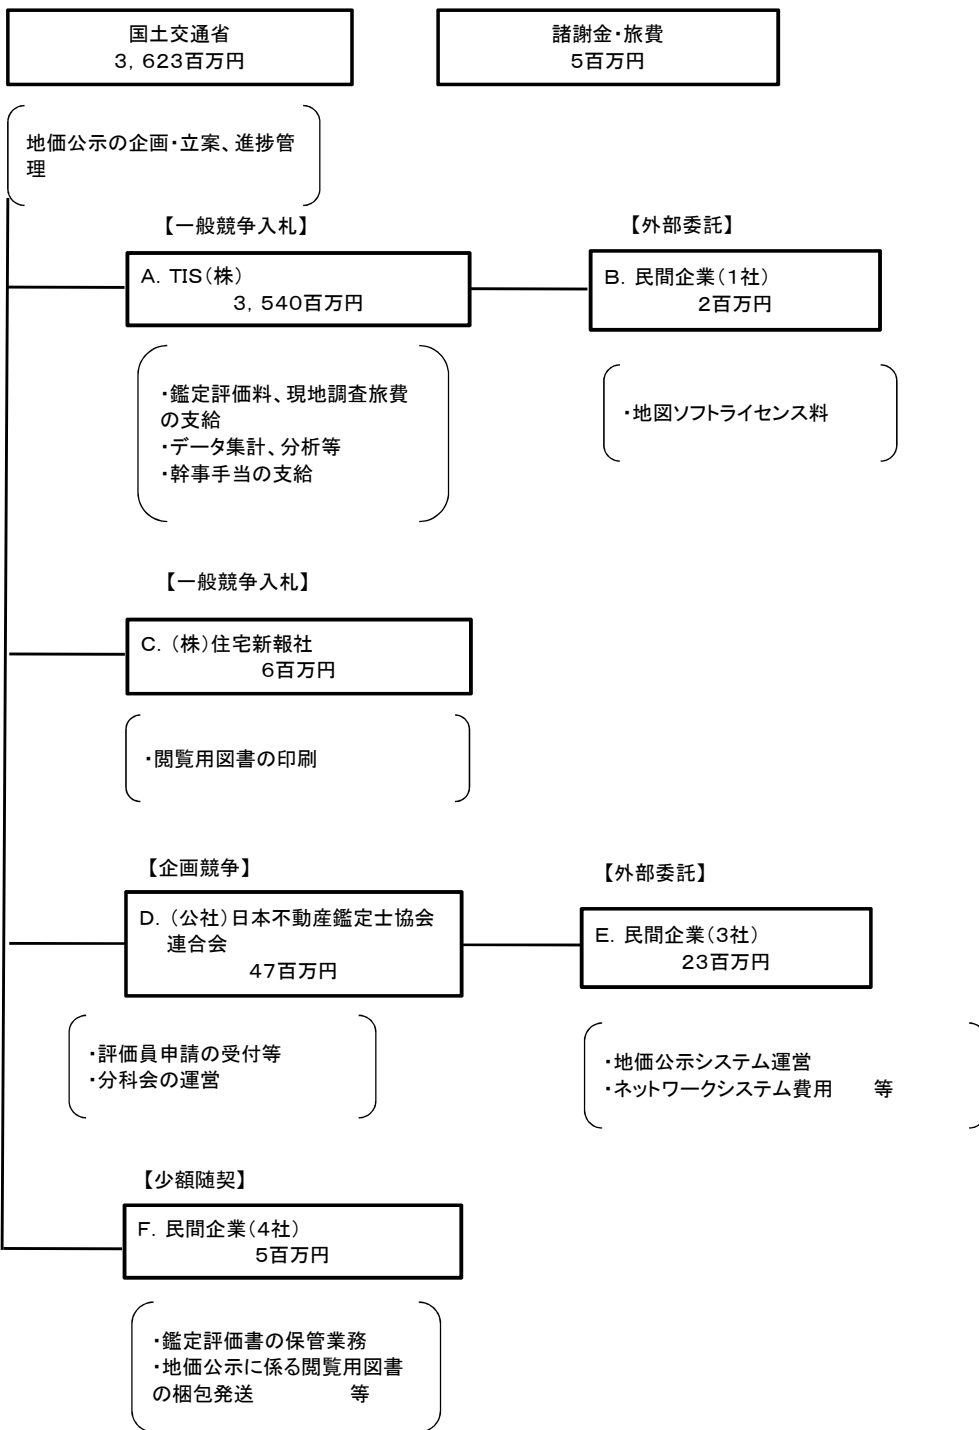 国土交通省
3，623百万円
諸謝金・旅費
5百万円
地価公示の企画・立案、進捗管
理
【一般競争入札】
【外部委託】
A．TIS（株）
3，540百万円
B．民間企業（1社）
2百万円
・鑑定評価料、現地調査旅費
の支給
・データ集計、分析等
・幹事手当の支給
・地図ソフトライセンス料
【一般競争入札】
C．（株）住宅新報社
6百万円
・閲覧用図書の印刷
【企画競争】
【外部委託】
D．（公社）日本不動産鑑定士協会
連合会
47百万円
E．民間企業（3社）
23百万円
・評価員申請の受付等
・分科会の運営
・地価公示システム運営
・ネットワークシステム費用　　等
【少額随契】
F．民間企業（4社）
5百万円
・鑑定評価書の保管業務
・地価公示に係る閲覧用図書
の梱包発送　　　　　等